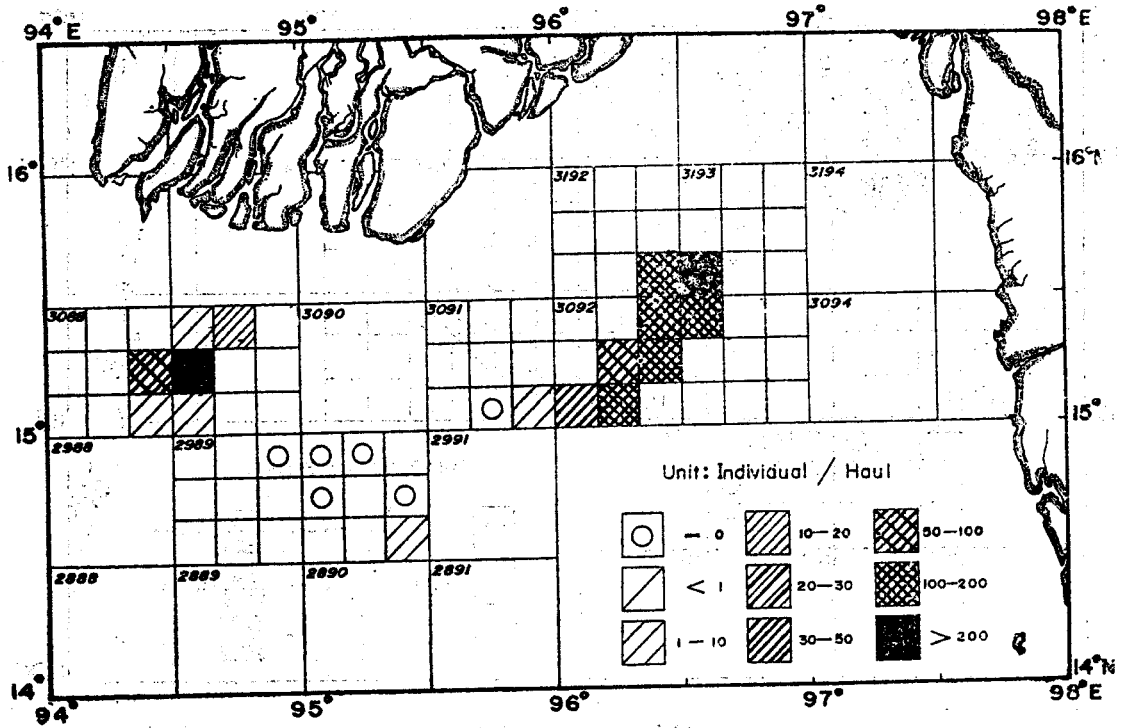 94°E 95° 96° 97° 98°E
16° 3192 3193 3194 16°N
3088 3090 3091 3092 3094
15° 2988 2989 2991 15°
Unit: Individual / Haul
— 0 10—20 50—100
< 1 20—30 100—200
1—10 30—50 > 200
2888 2889 2890 2891
14° 14°N
94° 95° 96° 97° 98°E